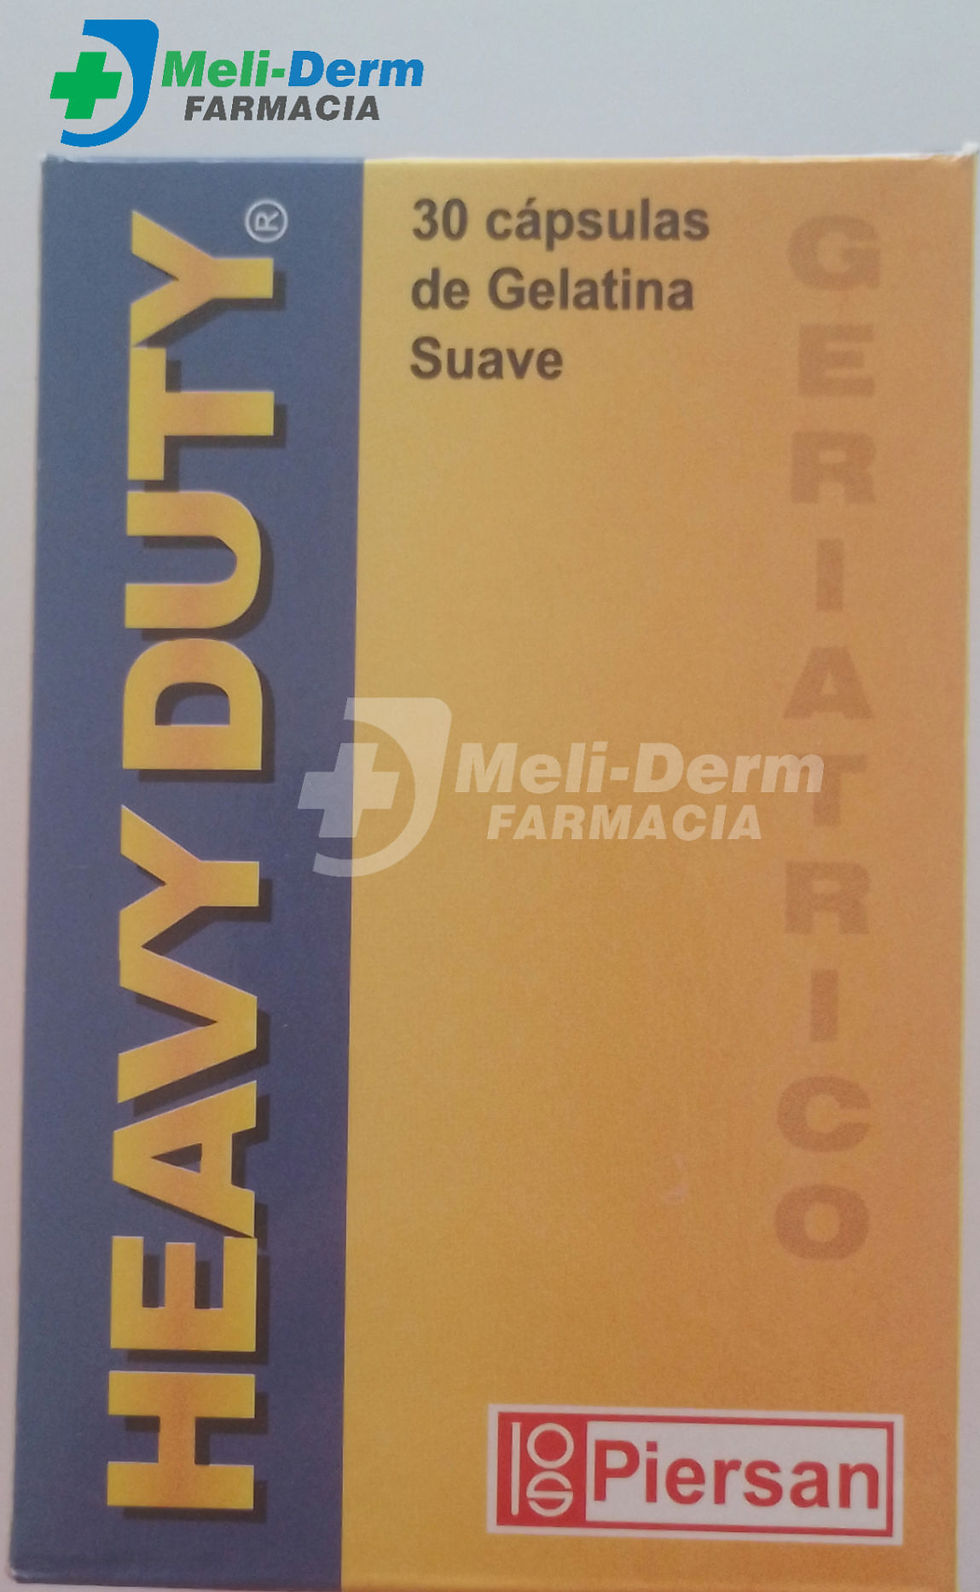 Meli-Derm
FARMACIA
HEAVY DUTY®
30 cápsulas
de Gelatina
Suave
GERIATRICO
Meli-Derm
FARMACIA
Piersan